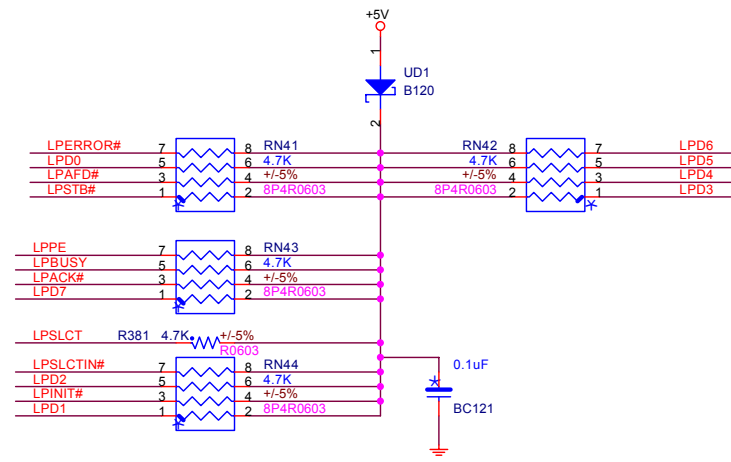 +5V
1
UD1
B120
2
LPERROR# 7 8 RN41 RN42 8 7 LPD6
LPD0 5 6 4.7K 4.7K 6 5 LPD5
LPAFD# 3 4 +/-5% +/-5% 4 3 LPD4
LPSTB# 1 2 8P4R0603 8P4R0603 2 1 LPD3
LPPE 7 8 RN43
LPBUSY 5 6 4.7K
LPACK# 3 4 +/-5%
LPD7 1 2 8P4R0603
LPSLCT R381 4.7K +/-5%
R0603
LPSLCTIN# 7 8 RN44
LPD2 5 6 4.7K
LPINIT# 3 4 +/-5%
LPD1 1 2 8P4R0603
0.1uF
BC121